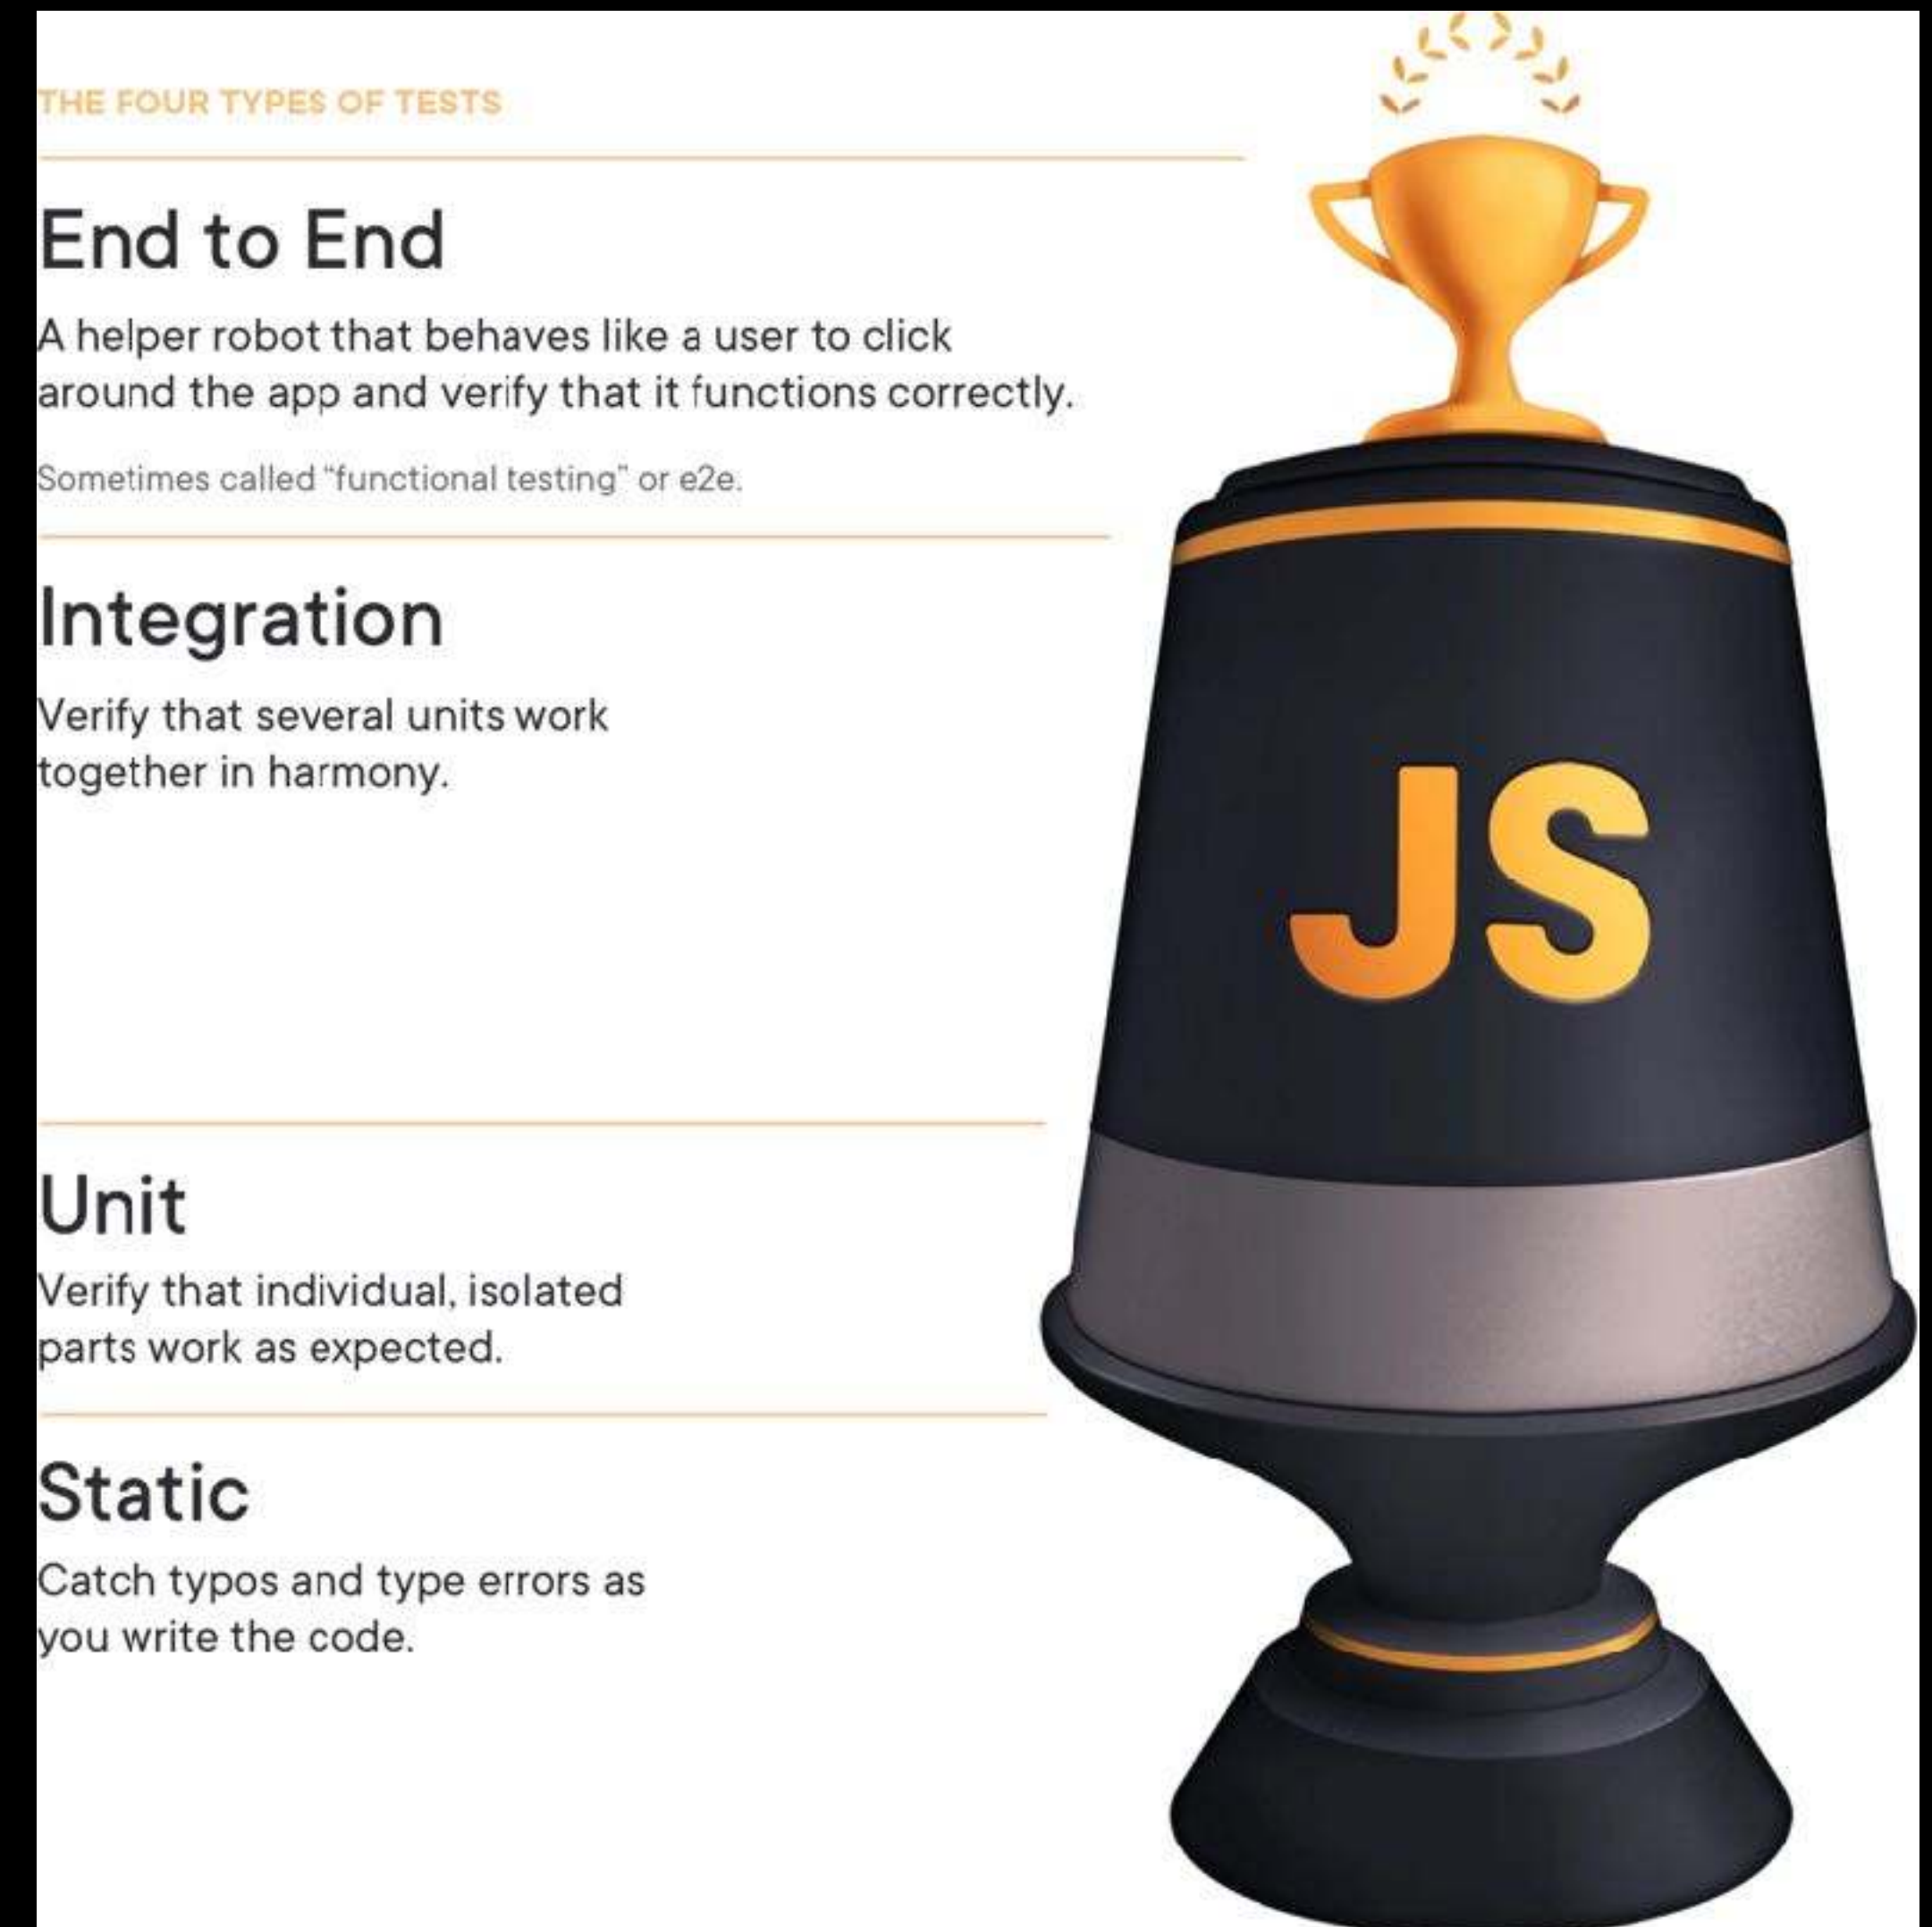 THE FOUR TYPES OF TESTS
End to End
A helper robot that behaves like a user to click
around the app and verify that it functions correctly.
Sometimes called “functional testing” or e2e.
Integration
Verify that several units work
together in harmony.
JS
Unit
Verify that individual, isolated
parts work as expected.
Static
Catch typos and type errors as
you write the code.